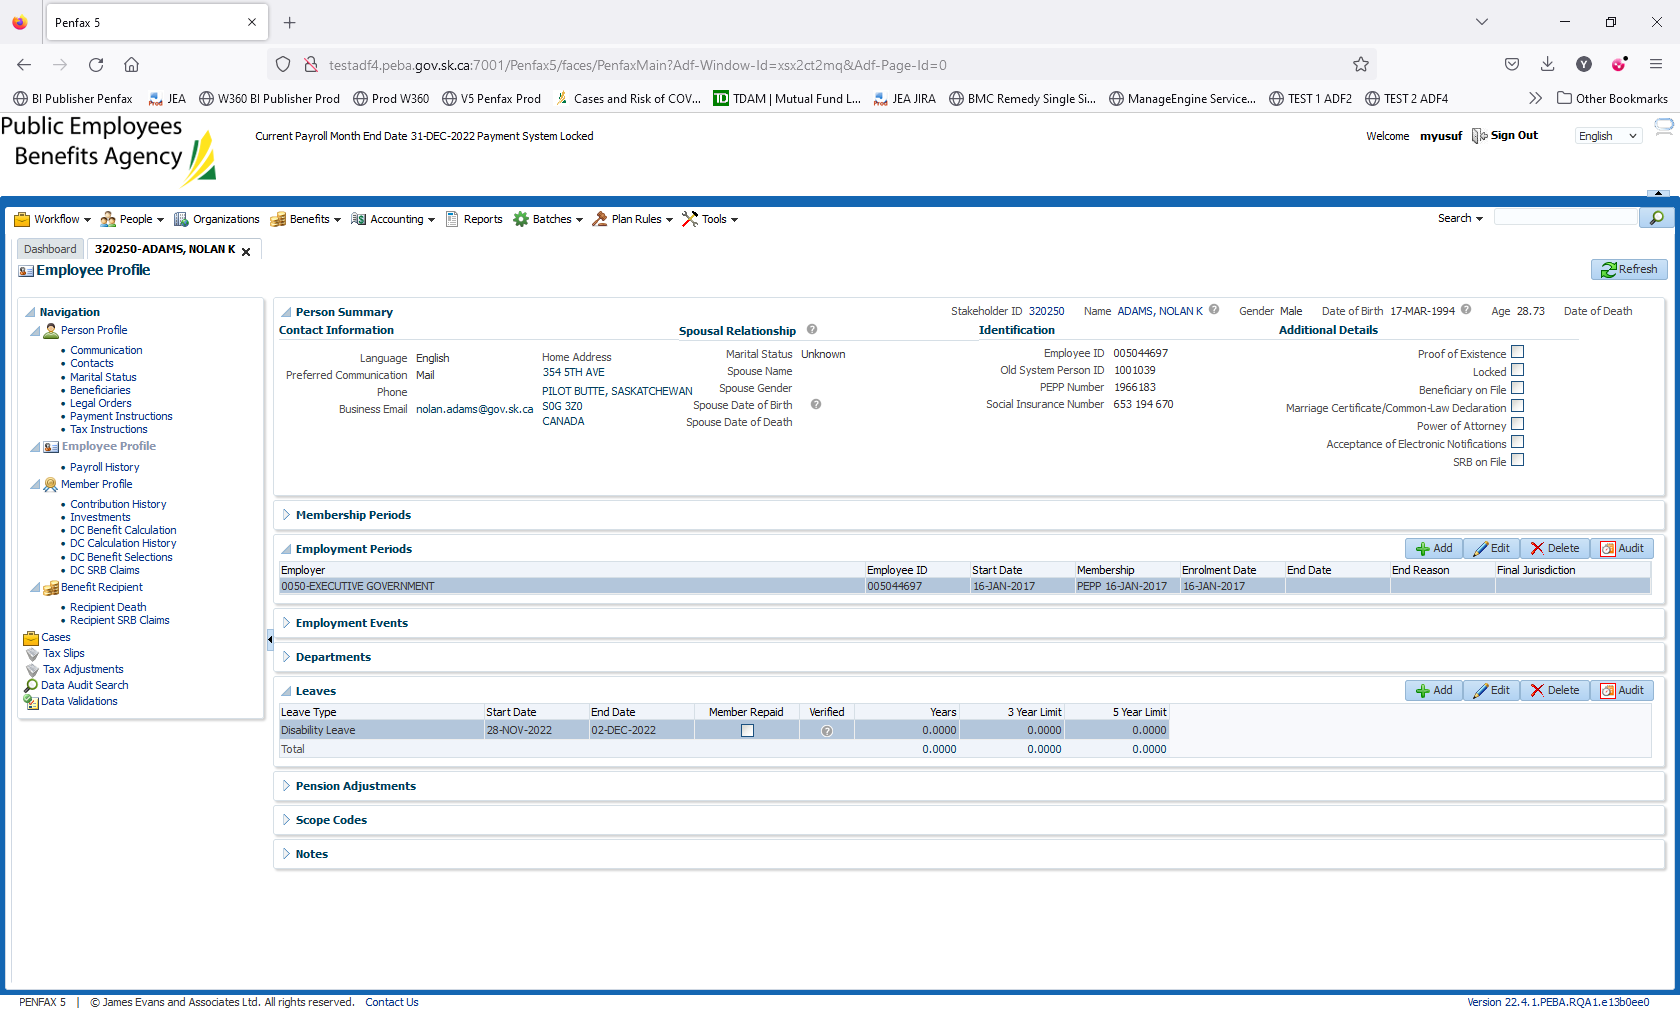 Penfax 5
testadf4.peba.gov.sk.ca:7001/Penfax5/faces/PenfaxMain?Adf-Window-Id=xsx2ct2mq&Adf-Page-Id=0
BI Publisher Penfax JEA W360 BI Publisher Prod Prod W360 V5 Penfax Prod Cases and Risk of COV... TDAM | Mutual Fund L... JEA JIRA BMC Remedy Single Si... ManageEngine Service... TEST 1 ADF2 TEST 2 ADF4 Other Bookmarks
Public Employees
Benefits Agency
Current Payroll Month End Date 31-DEC-2022 Payment System Locked
Welcome myusuf Sign Out English
Workflow People Organizations Benefits Accounting Reports Batches Plan Rules Tools Search
Dashboard 320250-ADAMS, NOLAN K
Employee Profile
Refresh
Navigation
Person Profile
Communication
Contacts
Marital Status
Beneficiaries
Legal Orders
Payment Instructions
Tax Instructions
Employee Profile
Payroll History
Member Profile
Contribution History
Investments
DC Benefit Calculation
DC Calculation History
DC Benefit Selections
DC SRB Claims
Benefit Recipient
Recipient Death
Recipient SRB Claims
Cases
Tax Slips
Tax Adjustments
Data Audit Search
Data Validations
Person Summary
Stakeholder ID 320250 Name ADAMS, NOLAN K Gender Male Date of Birth 17-MAR-1994 Age 28.73 Date of Death
Contact Information
Language English
Preferred Communication Mail
Phone
Business Email nolan.adams@gov.sk.ca
Home Address
354 5TH AVE
PILOT BUTTE, SASKATCHEWAN
S0G 3Z0
CANADA
Spousal Relationship
Marital Status Unknown
Spouse Name
Spouse Gender
Spouse Date of Birth
Spouse Date of Death
Identification
Employee ID 005044697
Old System Person ID 1001039
PEPP Number 1966183
Social Insurance Number 653 194 670
Additional Details
Proof of Existence
Locked
Beneficiary on File
Marriage Certificate/Common-Law Declaration
Power of Attorney
Acceptance of Electronic Notifications
SRB on File
Membership Periods
Employment Periods
Add Edit Delete Audit
Employer Employee ID Start Date Membership Enrolment Date End Date End Reason Final Jurisdiction
0050-EXECUTIVE GOVERNMENT 005044697 16-JAN-2017 PEPP 16-JAN-2017 16-JAN-2017
Employment Events
Departments
Leaves
Add Edit Delete Audit
Leave Type Start Date End Date Member Repaid Verified Years 3 Year Limit 5 Year Limit
Disability Leave 28-NOV-2022 02-DEC-2022 0.0000 0.0000 0.0000
Total 0.0000 0.0000 0.0000
Pension Adjustments
Scope Codes
Notes
PENFAX 5 | © James Evans and Associates Ltd. All rights reserved. Contact Us
Version 22.4.1.PEBA.RQA1.e13b0ee0